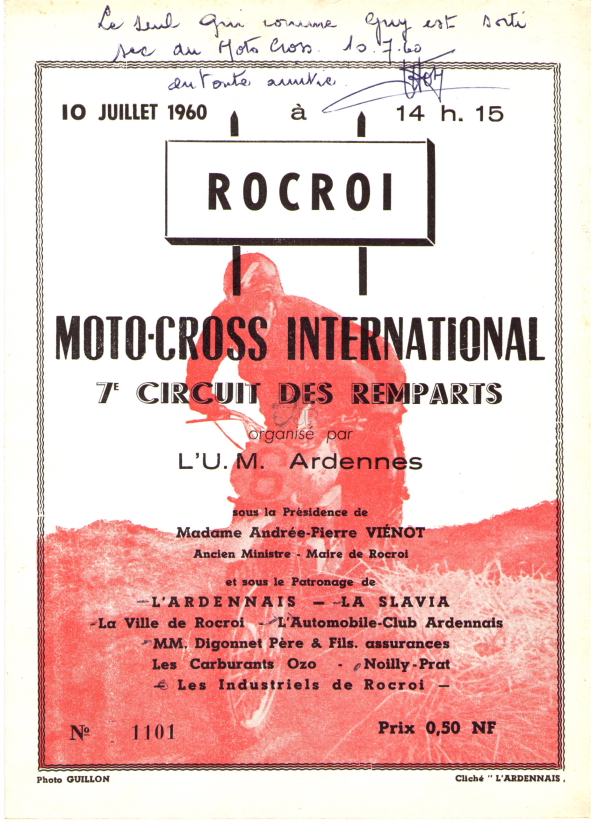 Le seul qui comme Guy est sorti
sec du Moto Cross. 10.7.60
en toute amitié.
10 JUILLET 1960 à 14 h. 15
ROCROI
MOTO-CROSS INTERNATIONAL
7E CIRCUIT DES REMPARTS
organisé par
L'U.M. Ardennes
sous la Présidence de
Madame Andrée-Pierre VIÉNOT
Ancien Ministre - Maire de Rocroi
et sous le Patronage de
L'ARDENNAIS — LA SLAVIA
La Ville de Rocroi - L'Automobile-Club Ardennais
MM. Digonnet Père & Fils. assurances
Les Carburants Ozo - Noilly-Prat
Les Industriels de Rocroi —
No 1101 Prix 0,50 NF
Photo GUILLON Cliché " L'ARDENNAIS .